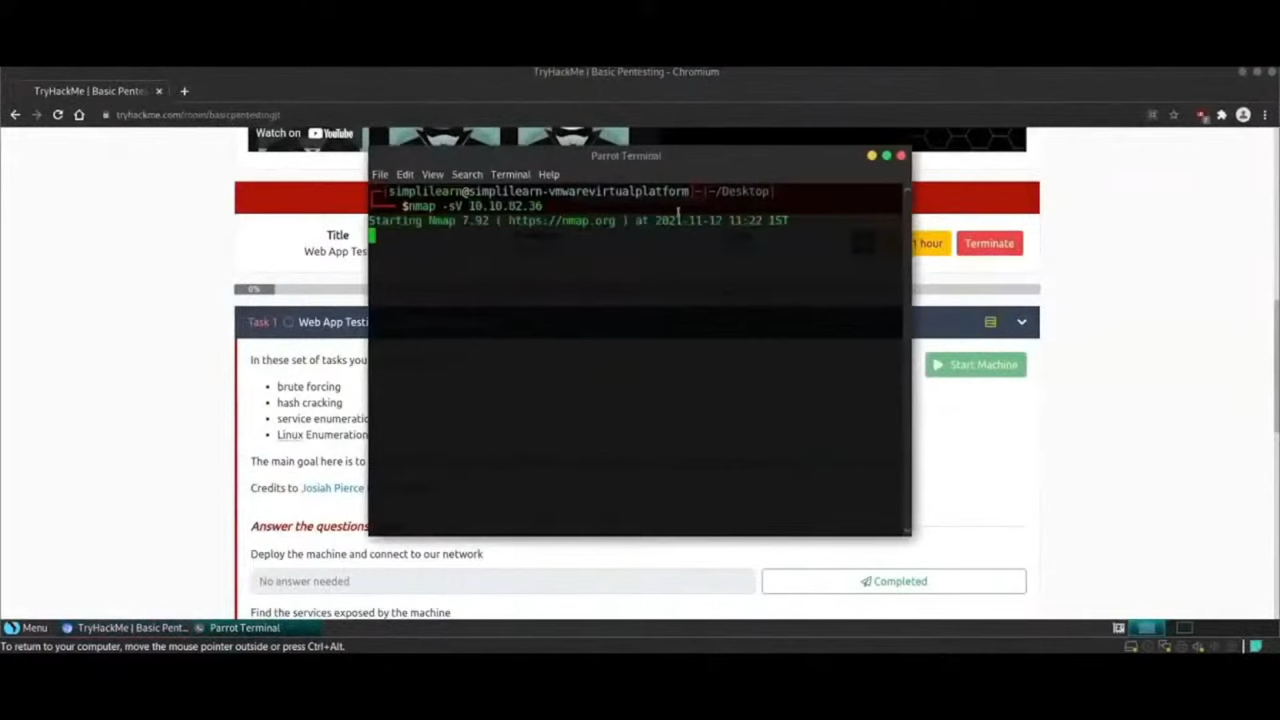 TryHackMe | Basic Pentesting - Chromium
TryHackMe | Basic Pente
tryhackme.com/room/basicpentestingjt
Watch on YouTube
Parrot Terminal
File Edit View Search Terminal Help
[simplilearn@simplilearn-vmwarevirtualplatform]-[~/Desktop]
$nmap -sV 10.10.82.36
Starting Nmap 7.92 ( https://nmap.org ) at 2021-11-12 11:22 IST
Title
Web App Tes
1 hour
Terminate
0%
Task 1
Web App Testi
Start Machine
In these set of tasks you
• brute forcing
• hash cracking
• service enumeratio
• Linux Enumeration
The main goal here is to
Credits to Josiah Pierce
Answer the questions
Deploy the machine and connect to our network
No answer needed
Completed
Find the services exposed by the machine
Menu
TryHackMe | Basic Pent...
Parrot Terminal
To return to your computer, move the mouse pointer outside or press Ctrl+Alt.